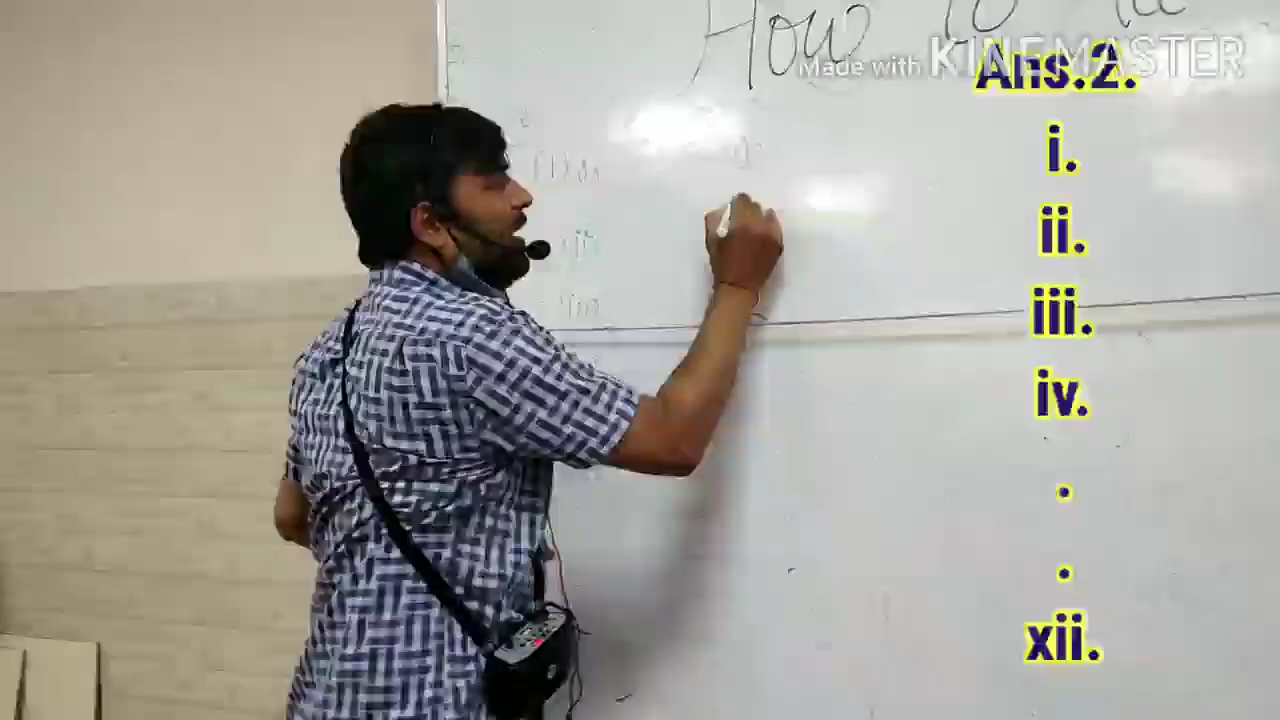 How to
Made with KINEMASTER
Ans.2.
i.
ii.
iii.
iv.
.
.
xii.